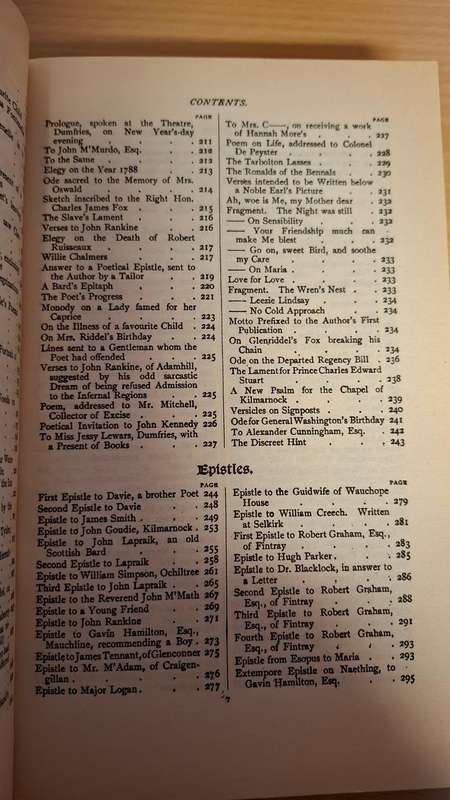 CONTENTS.
PAGE
Prologue, spoken at the Theatre,
Dumfries, on New Year's-day
evening . . . . 211
To John M'Murdo, Esq. . . 212
To the Same . . . . 212
Elegy on the Year 1788 . . 213
Ode sacred to the Memory of Mrs.
Oswald . . . . 214
Sketch inscribed to the Right Hon.
Charles James Fox . . . 215
The Slave's Lament . . . 216
Verses to John Rankine . . 216
Elegy on the Death of Robert
Ruisseaux . . . . 217
Willie Chalmers . . . 217
Answer to a Poetical Epistle, sent to
the Author by a Tailor . . 219
A Bard's Epitaph . . . 220
The Poet's Progress . . . 221
Monody on a Lady famed for her
Caprice . . . . 223
On the Illness of a favourite Child . 224
On Mrs. Riddel's Birthday . . 224
Lines sent to a Gentleman whom the
Poet had offended . . . 225
Verses to John Rankine, of Adamhill,
suggested by his odd sarcastic
Dream of being refused Admission
to the Infernal Regions . . 225
Poem, addressed to Mr. Mitchell,
Collector of Excise . . . 225
Poetical Invitation to John Kennedy 226
To Miss Jessy Lewars, Dumfries, with
a Present of Books . . . 227
PAGE
To Mrs. C——, on receiving a work
of Hannah More's . . . 227
Poem on Life, addressed to Colonel
De Peyster . . . . 228
The Tarbolton Lasses . . . 229
The Ronalds of the Bennals . . 230
Verses intended to be Written below
a Noble Earl's Picture . . 231
Ah, woe is Me, my Mother dear . 231
Fragment. The Night was still . 232
—— On Sensibility . . . 232
—— Your Friendship much can
make Me blest . . . 232
—— Go on, sweet Bird, and soothe
my Care . . . . 233
—— On Maria . . . . 233
Love for Love . . . . 233
Fragment. The Wren's Nest . . 233
—— Leezie Lindsay . . . 234
—— No Cold Approach . . 234
Motto Prefixed to the Author's First
Publication . . . . 234
On Glenriddel's Fox breaking his
Chain . . . . 234
Ode on the Departed Regency Bill . 236
The Lament for Prince Charles Edward
Stuart . . . . 238
A New Psalm for the Chapel of
Kilmarnock . . . . 239
Versicles on Signposts . . . 240
Ode for General Washington's Birthday 241
To Alexander Cunningham, Esq. . 242
The Discreet Hint . . . 243
Epistles.
PAGE
First Epistle to Davie, a brother Poet 244
Second Epistle to Davie . . 248
Epistle to James Smith . . . 249
Epistle to John Goudie, Kilmarnock . 253
Epistle to John Lapraik, an old
Scottish Bard . . . . 255
Second Epistle to Lapraik . . 258
Epistle to William Simpson, Ochiltree 261
Third Epistle to John Lapraik . . 265
Epistle to the Reverend John M'Math 267
Epistle to a Young Friend . . 269
Epistle to John Rankine . . . 271
Epistle to Gavin Hamilton, Esq.,
Mauchline, recommending a Boy . 273
Epistle to James Tennant, of Glenconner 275
Epistle to Mr. M'Adam, of Craigen-
gillan . . . . . 276
Epistle to Major Logan . . . 277
PAGE
Epistle to the Guidwife of Wauchope
House . . . . 279
Epistle to William Creech. Written
at Selkirk . . . . 281
First Epistle to Robert Graham, Esq.,
of Fintray . . . . 283
Epistle to Hugh Parker . . . 285
Epistle to Dr. Blacklock, in answer to
a Letter . . . . 286
Second Epistle to Robert Graham,
Esq., of Fintray . . . 288
Third Epistle to Robert Graham,
Esq., of Fintray . . . 291
Fourth Epistle to Robert Graham,
Esq., of Fintray . . . 293
Epistle from Esopus to Maria . . 293
Extempore Epistle on Naething, to
Gavin Hamilton, Esq. . . 295
7